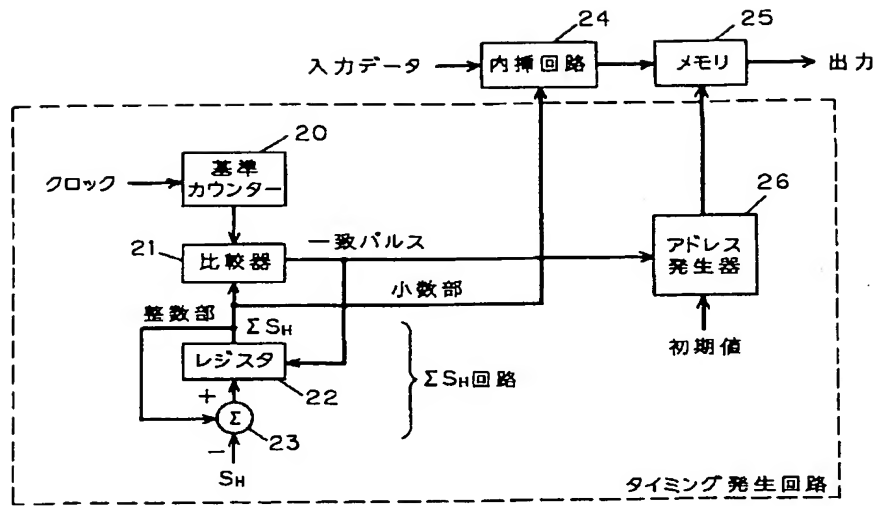 24
25
入力データ
内挿回路
メモリ
出力
20
クロック
基準
カウンター
26
21
比較器
一致パルス
アドレス
発生器
小数部
整数部
ΣSH
レジスタ
初期値
ΣSH回路
+
22
Σ
23
−
SH
タイミング発生回路